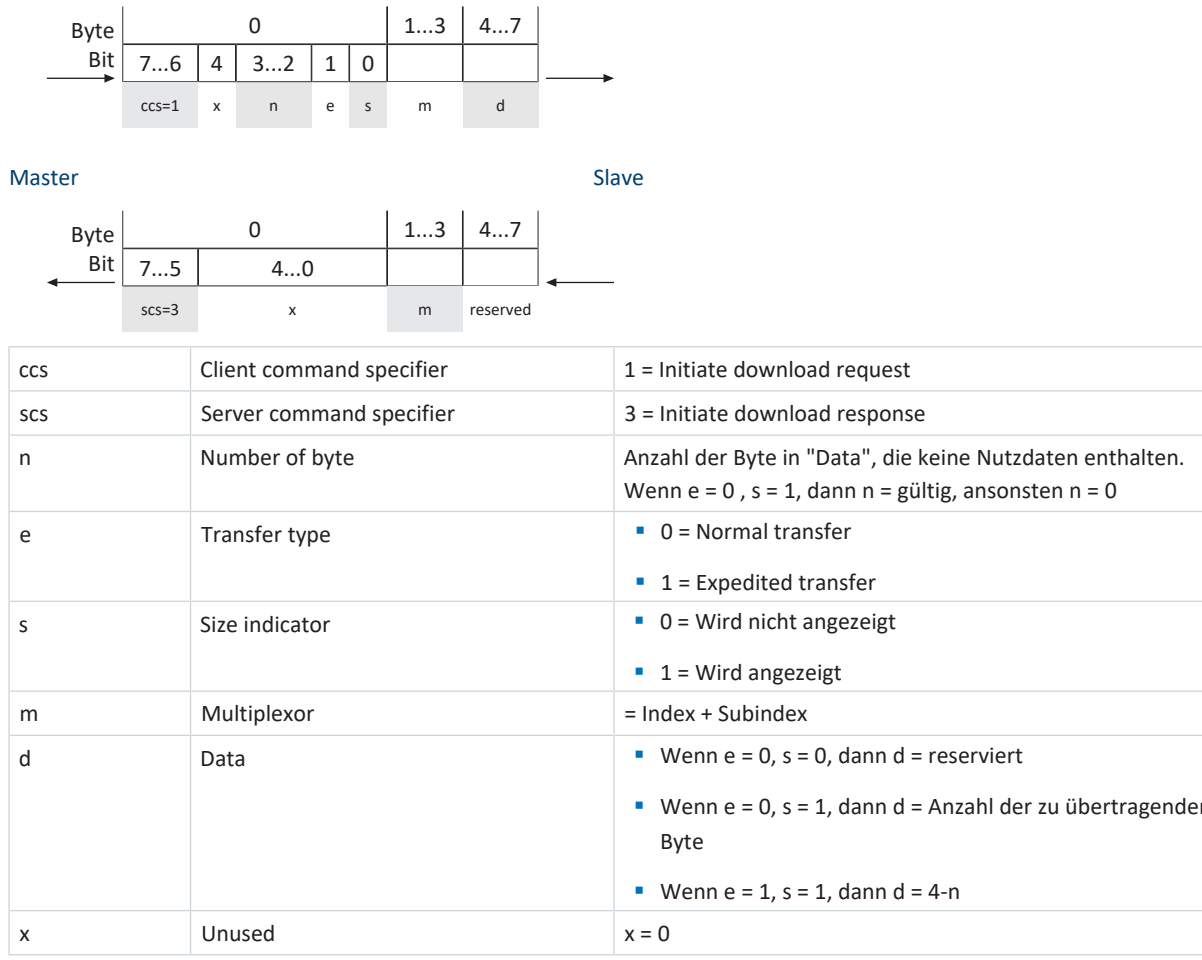 Byte 0 1...3 4...7
Bit 7...6 4 3...2 1 0
ccs=1 x n e s m d
Master Slave
Byte 0 1...3 4...7
Bit 7...5 4...0
scs=3 x m reserved
ccs Client command specifier 1 = Initiate download request
scs Server command specifier 3 = Initiate download response
n Number of byte Anzahl der Byte in "Data", die keine Nutzdaten enthalten.
Wenn e = 0 , s = 1, dann n = gültig, ansonsten n = 0
e Transfer type ▪ 0 = Normal transfer
▪ 1 = Expedited transfer
s Size indicator ▪ 0 = Wird nicht angezeigt
▪ 1 = Wird angezeigt
m Multiplexor = Index + Subindex
d Data ▪ Wenn e = 0, s = 0, dann d = reserviert
▪ Wenn e = 0, s = 1, dann d = Anzahl der zu übertragender
Byte
▪ Wenn e = 1, s = 1, dann d = 4-n
x Unused x = 0